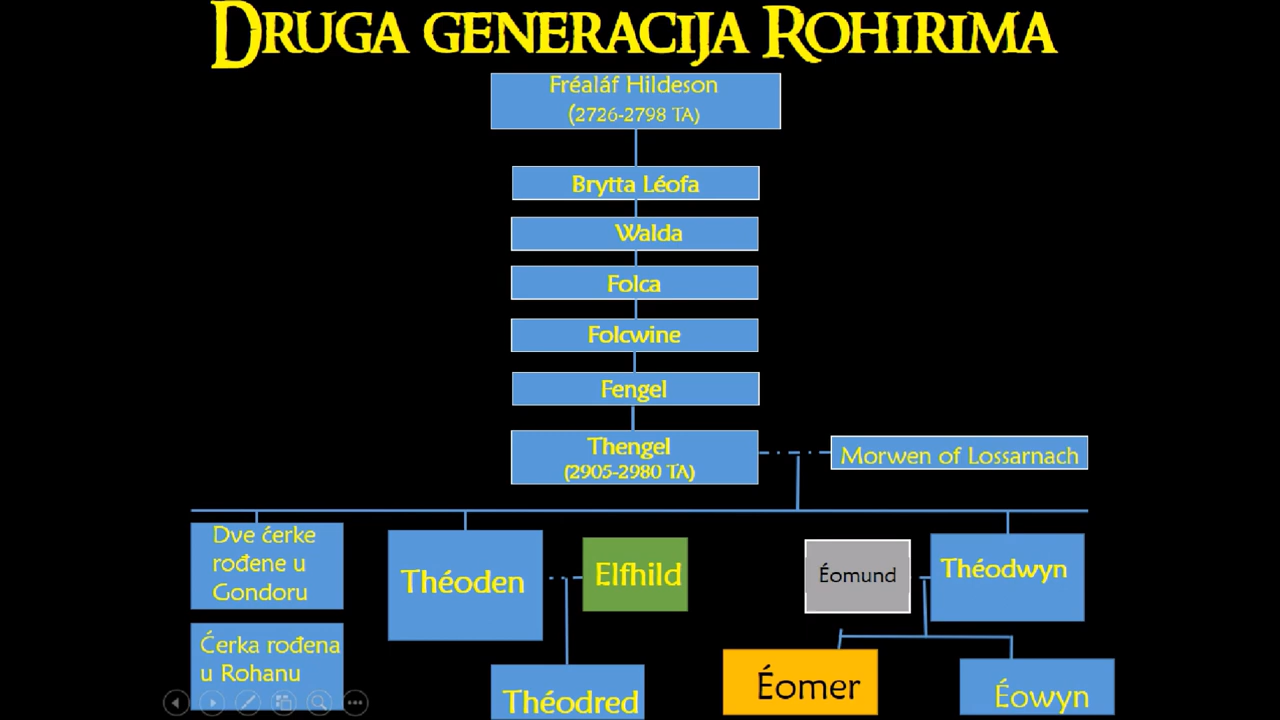 DRUGA GENERACIJA ROHIRIMA
Fréaláf Hildeson
(2726-2798 TA)
Brytta Léofa
Walda
Folca
Folcwine
Fengel
Thengel
(2905-2980 TA)
Morwen of Lossarnach
Dve ćerke
rođene u
Gondoru
Ćerka rođena
u Rohanu
Théoden
Elfhild
Éomund
Théodwyn
Théodred
Éomer
Éowyn